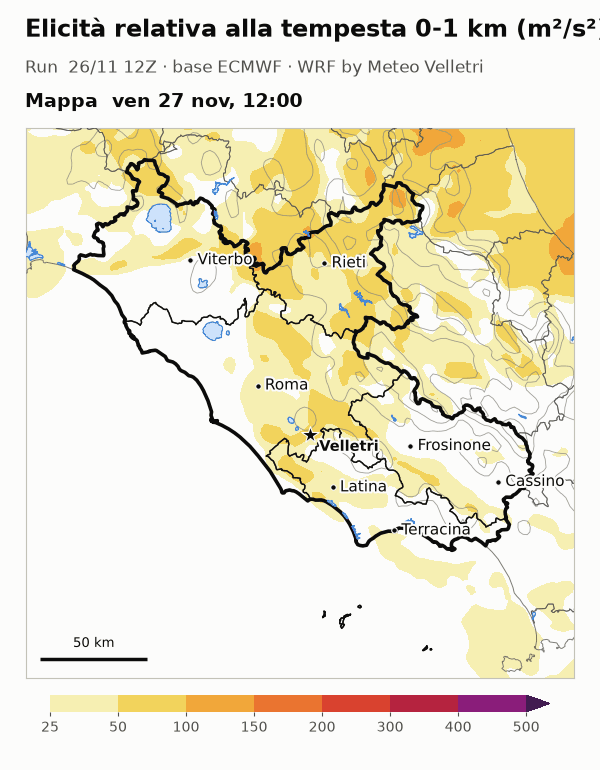 Elicità relativa alla tempesta 0-1 km (m²/s²)
Run 26/11 12Z · base ECMWF · WRF by Meteo Velletri
Mappa ven 27 nov, 12:00
Viterbo
Rieti
Roma
Velletri
Frosinone
Cassino
Latina
Terracina
50 km
25 50 100 150 200 300 400 500